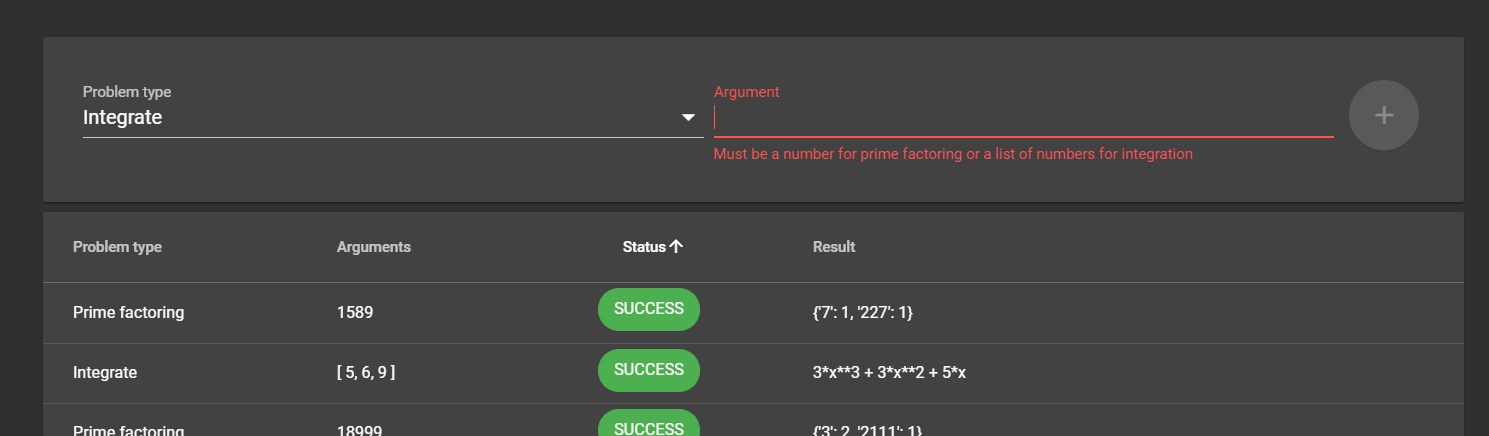 Problem type
Integrate
Argument
Must be a number for prime factoring or a list of numbers for integration
Problem type Arguments Status Result
Prime factoring 1589 SUCCESS {'7': 1, '227': 1}
Integrate [ 5, 6, 9 ] SUCCESS 3*x**3 + 3*x**2 + 5*x
Prime factoring 18999 SUCCESS {'3': 2, '2111': 1}